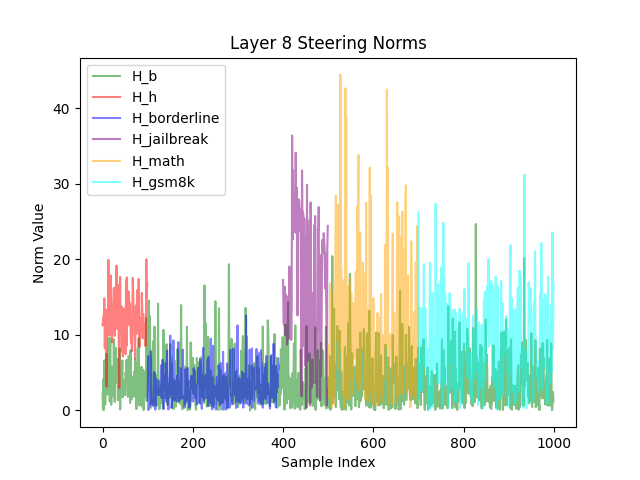 Layer 8 Steering Norms
H_b
H_h
H_borderline
H_jailbreak
H_math
H_gsm8k
Norm Value
40
30
20
10
0
0 200 400 600 800 1000
Sample Index